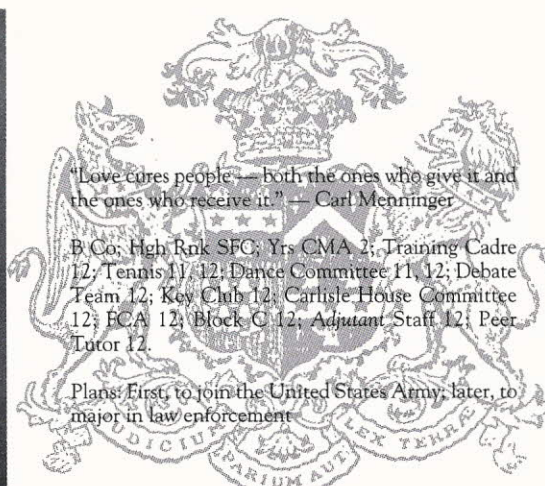 "Love cures people — both the ones who give it and
the ones who receive it." — Carl Menninger
B Co; Hgh Rnk SFC; Yrs CMA 2; Training Cadre
12; Tennis 11, 12; Dance Committee 11, 12; Debate
Team 12; Key Club 12; Carlisle House Committee
12; FCA 12; Block C 12; Adjutant Staff 12; Peer
Tutor 12.
Plans: First, to join the United States Army; later, to
major in law enforcement
JUDICIUM PARIUM AUT LEX TERRÆ